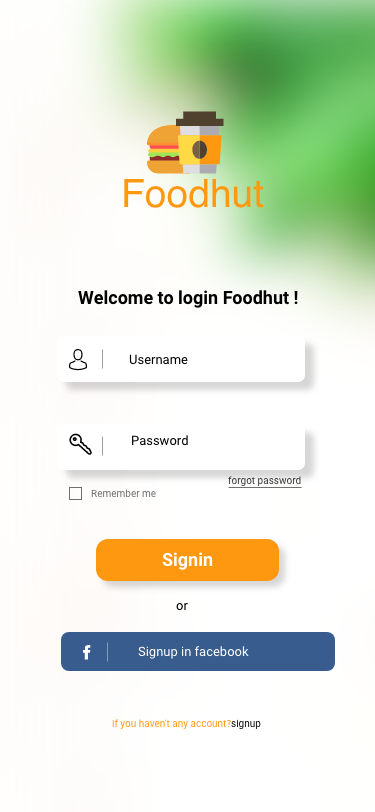 Foodhut
Welcome to login Foodhut !
Username
Password
forgot password
Remember me
Signin
or
f Signup in facebook
If you haven't any account?signup